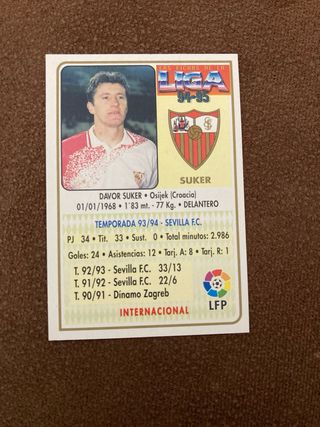 LAS FICHAS DE LA
LIGA
94-95
SUKER
DAVOR SUKER • Osijek (Croacia)
01/01/1968 • 1'83 mt. - 77 Kg. • DELANTERO
TEMPORADA 93/94 - SEVILLA F.C.
PJ 34 • Tit. 33 • Sust. 0 • Total minutos: 2.986
Goles: 24 • Asistencias: 12 • Tarj. A: 8 • Tarj. R: 1
T. 92/93 - Sevilla F.C. 33/13
T. 91/92 - Sevilla F.C. 22/6
T. 90/91 - Dinamo Zagreb
LFP
INTERNACIONAL